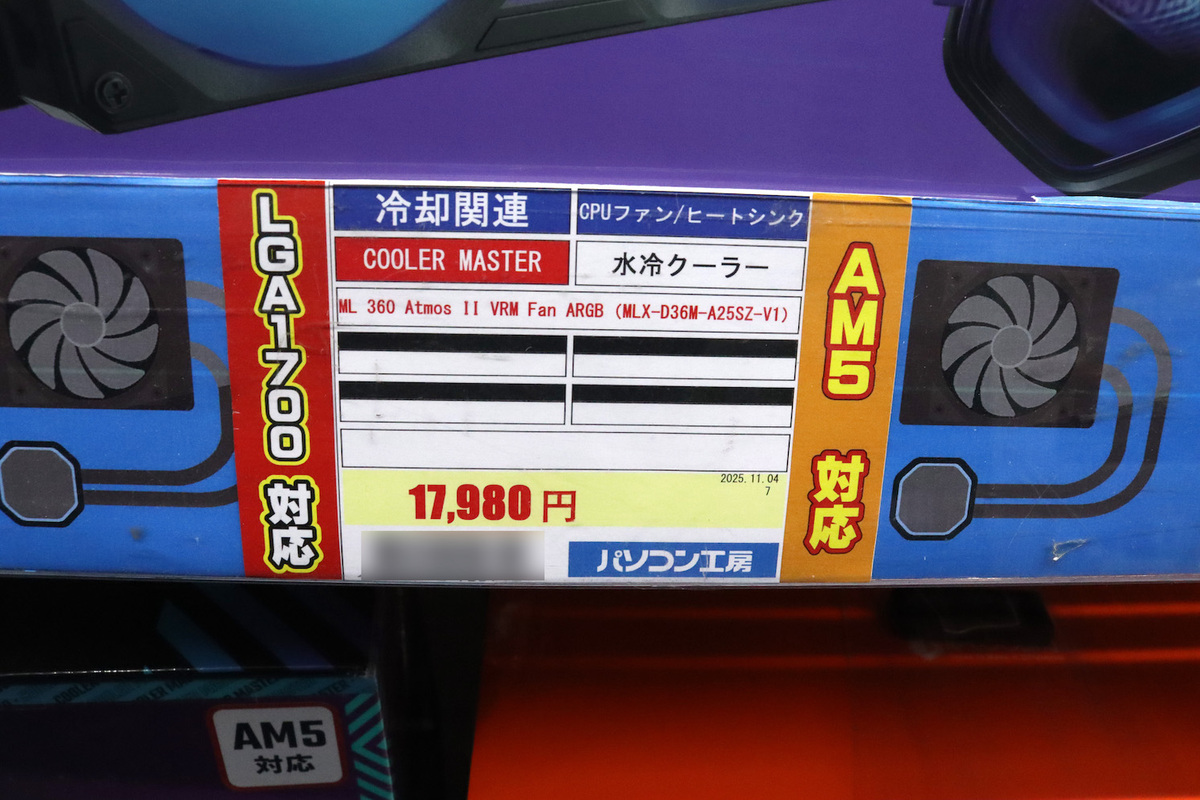 LGA1700 対応
冷却関連
CPUファン/ヒートシンク
COOLER MASTER
水冷クーラー
ML 360 Atmos II VRM Fan ARGB (MLX-D36M-A25SZ-V1)
2025.11.04
7
17,980 円
パソコン工房
AM5 対応
AM5
対応